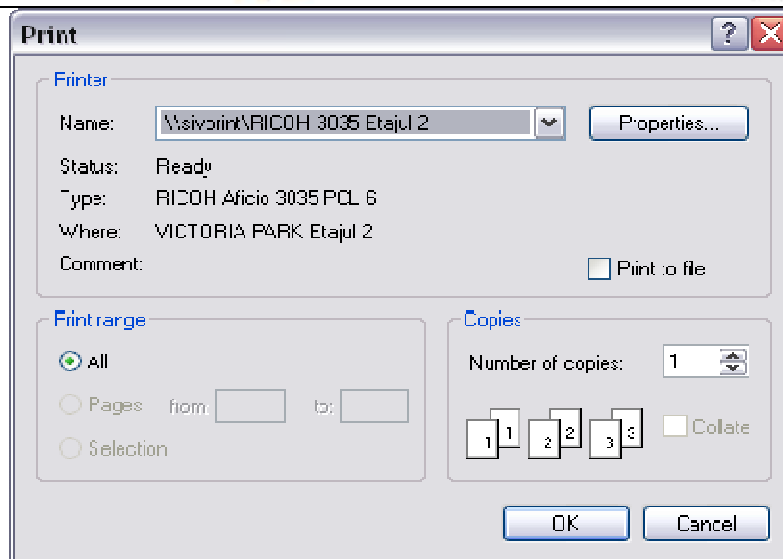 Print
Printer
Name: \\sivprint\RICOH 3035 Etajul 2 Properties...
Status: Ready
Type: RICOH Aficio 3035 PCL 6
Where: VICTORIA PARK Etajul 2
Comment: Print to file
Print range
All
Pages from: to:
Selection
Copies
Number of copies: 1
1 1 2 2 3 3 Collate
OK Cancel